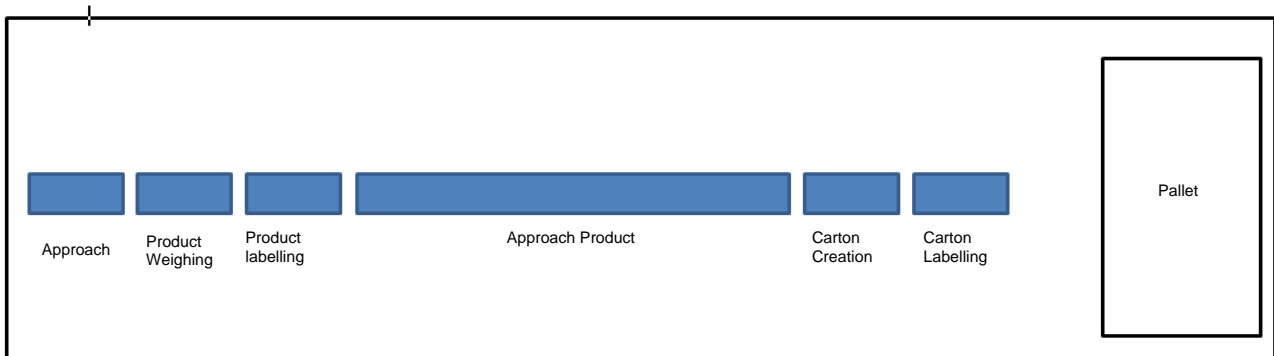 Approach
Product
Weighing
Product
labelling
Approach Product
Carton
Creation
Carton
Labelling
Pallet